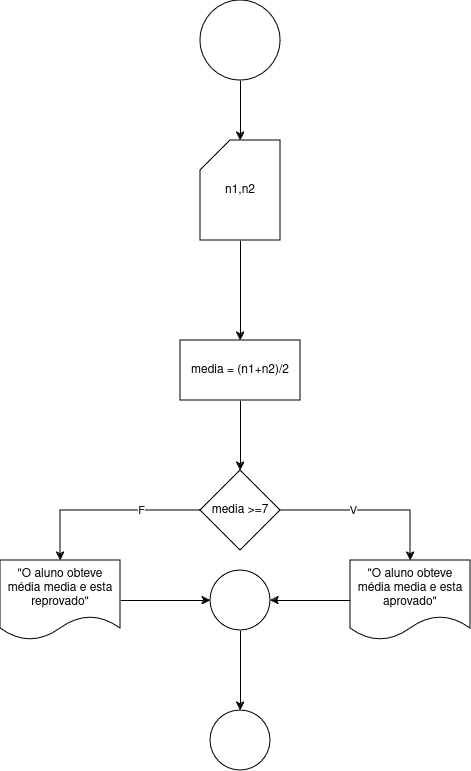 n1,n2
media = (n1+n2)/2
media >=7
F
V
"O aluno obteve
média media e esta
reprovado"
"O aluno obteve
média media e esta
aprovado"